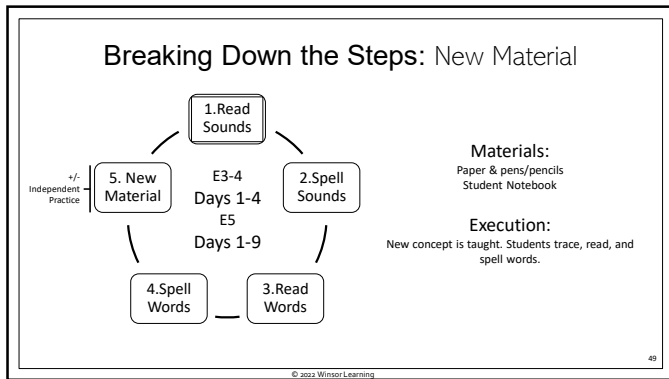 Breaking Down the Steps: New Material
1.Read
Sounds
2.Spell
Sounds
3.Read
Words
4.Spell
Words
5. New
Material
+/-
Independent
Practice
E3-4
Days 1-4
E5
Days 1-9
Materials:
Paper & pens/pencils
Student Notebook
Execution:
New concept is taught. Students trace, read, and
spell words.
49
© 2022 Winsor Learning